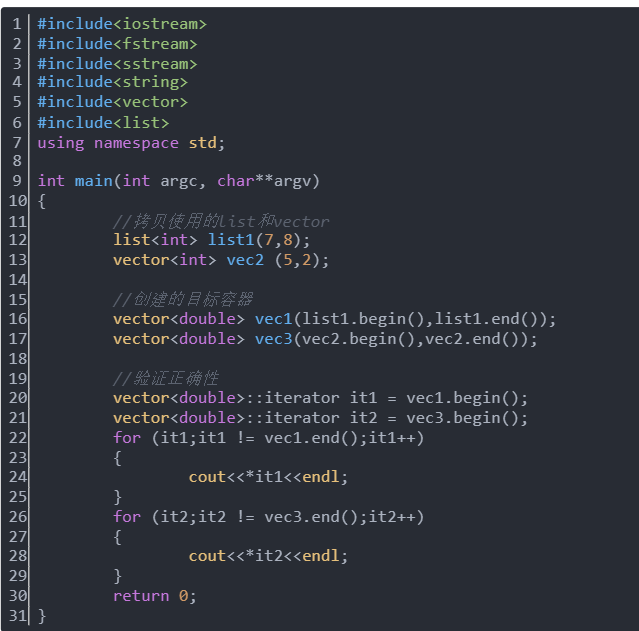 1 #include<iostream>
2 #include<fstream>
3 #include<sstream>
4 #include<string>
5 #include<vector>
6 #include<list>
7 using namespace std;
8
9 int main(int argc, char**argv)
10 {
11 //拷贝使用的list和vector
12 list<int> list1(7,8);
13 vector<int> vec2 (5,2);
14
15 //创建的目标容器
16 vector<double> vec1(list1.begin(),list1.end());
17 vector<double> vec3(vec2.begin(),vec2.end());
18
19 //验证正确性
20 vector<double>::iterator it1 = vec1.begin();
21 vector<double>::iterator it2 = vec3.begin();
22 for (it1;it1 != vec1.end();it1++)
23 {
24 cout<<*it1<<endl;
25 }
26 for (it2;it2 != vec3.end();it2++)
27 {
28 cout<<*it2<<endl;
29 }
30 return 0;
31 }